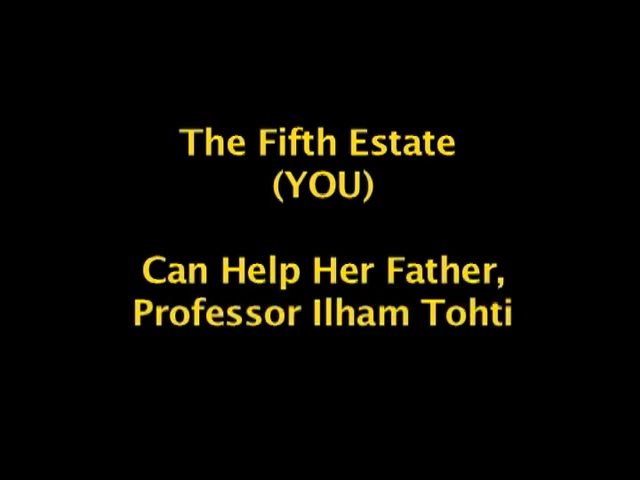 The Fifth Estate
(YOU)
Can Help Her Father,
Professor Ilham Tohti